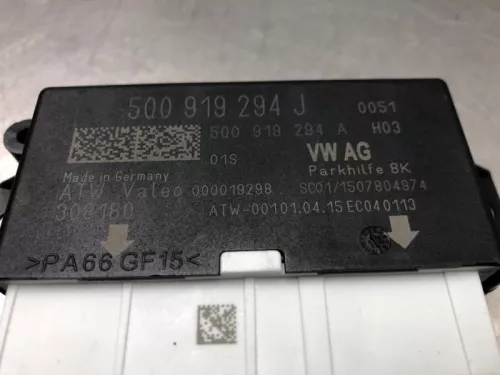 5Q0 919 294 J 0051
5Q0 919 294 A H03
01S VW AG
Parkhilfe 8K
Made in Germany
ATW Valeo 000019298 SC01/1507804874
308180 ATW-00101.04.15 EC040113
>PA66 GF15<